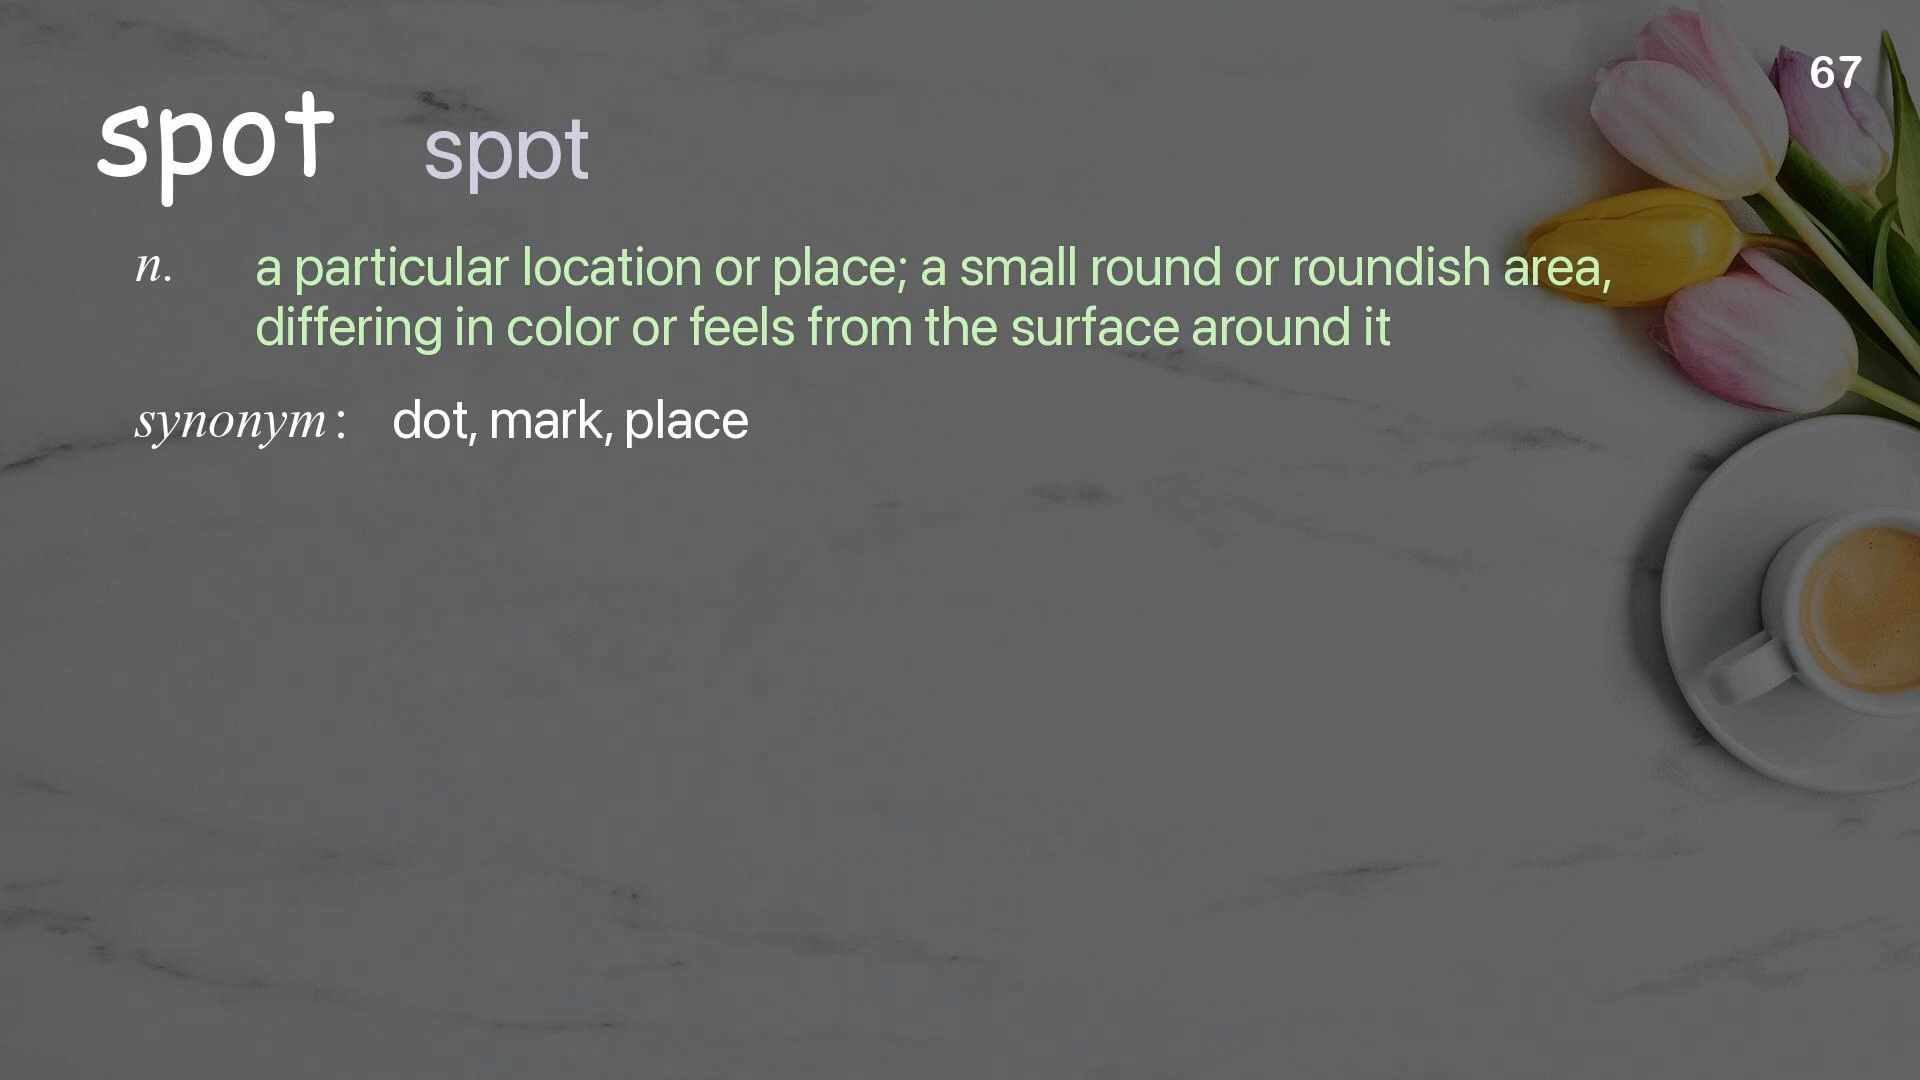 67
spot spɒt
n. a particular location or place; a small round or roundish area,
differing in color or feels from the surface around it
synonym: dot, mark, place